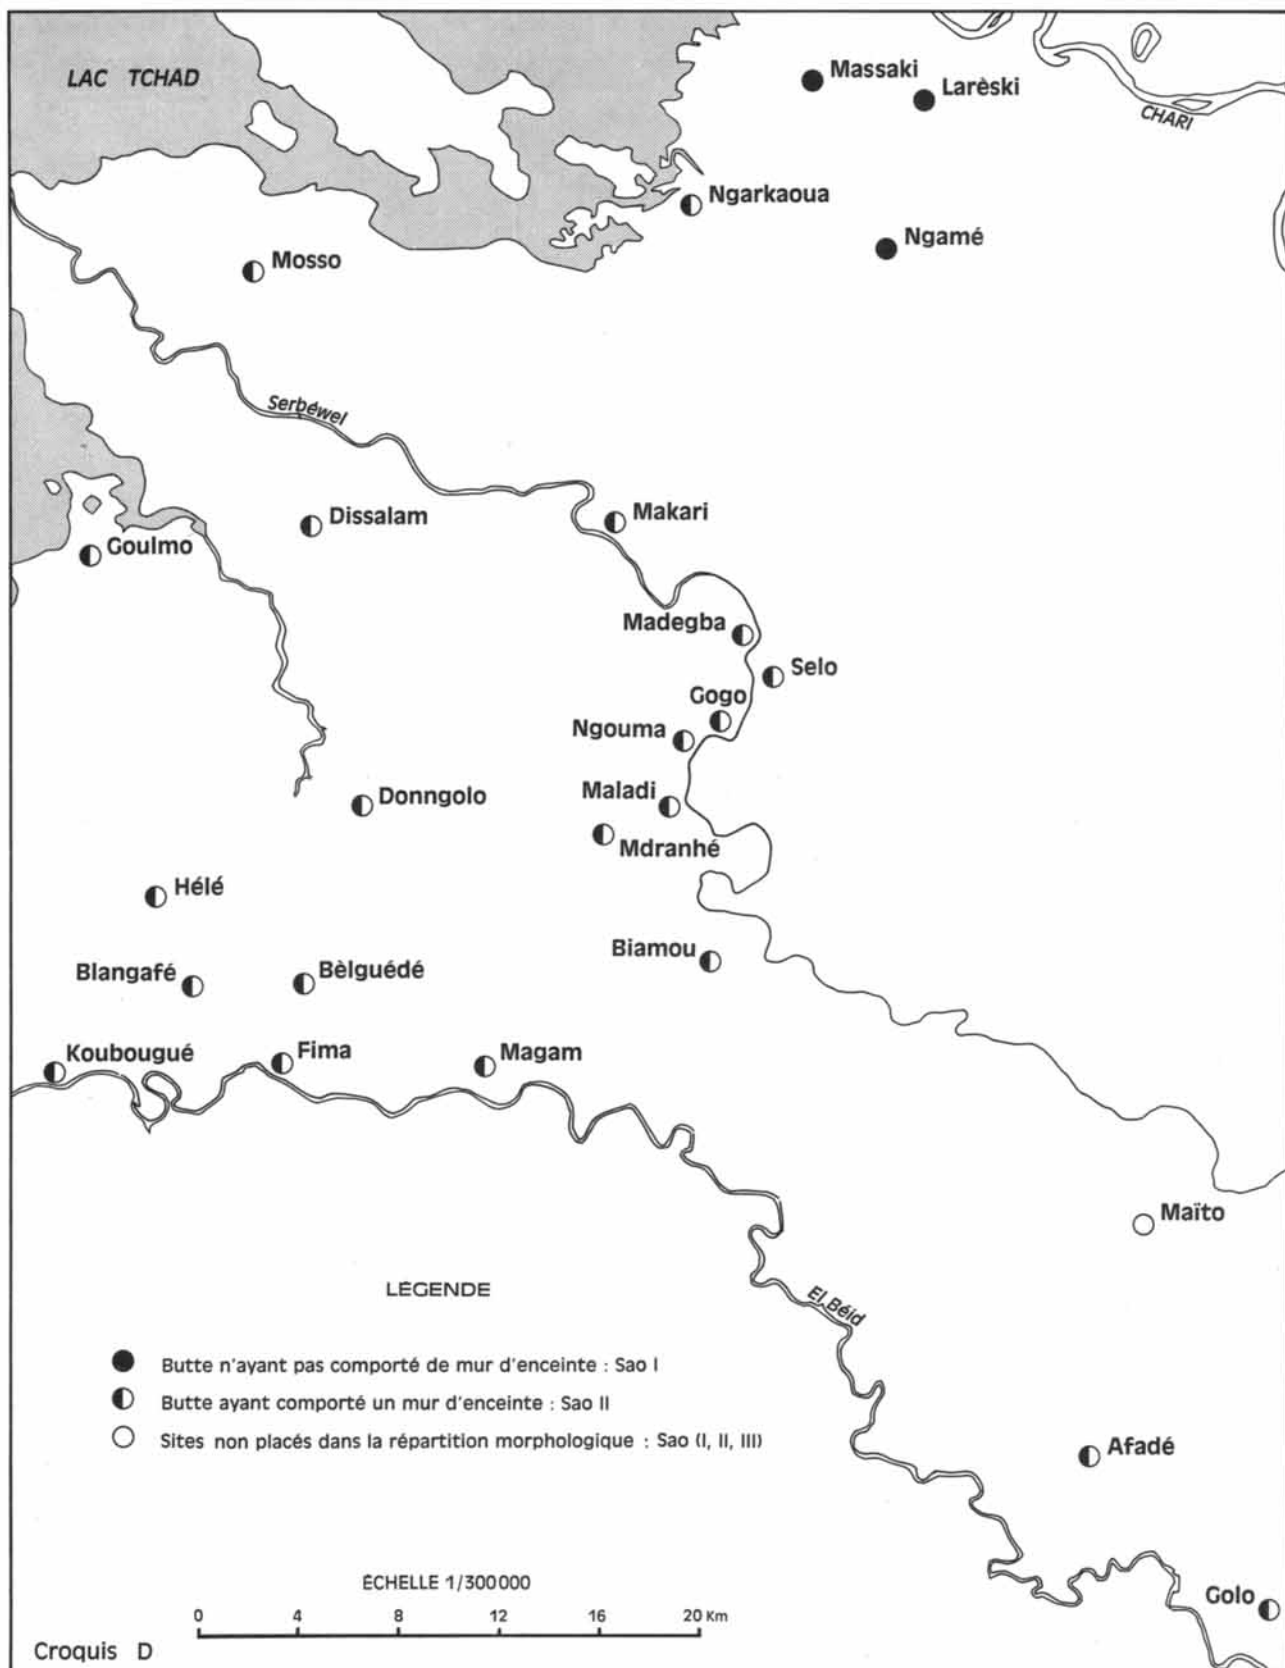 LAC TCHAD
Massaki
Larèski
CHARI
Ngarkaoua
Ngamé
Mosso
Serbéwel
Dissalam
Makari
Goulmo
Madegba
Selo
Gogo
Ngouma
Donngolo
Maladi
Mdranhé
Hélé
Biamou
Blangafé
Bèlguédé
Koubougué
Fima
Magam
Maïto
LÉGENDE
El Béid
Butte n'ayant pas comporté de mur d'enceinte : Sao I
Butte ayant comporté un mur d'enceinte : Sao II
Sites non placés dans la répartition morphologique : Sao (I, II, III)
Afadé
ÉCHELLE 1/300000
Golo
0 4 8 12 16 20 Km
Croquis D